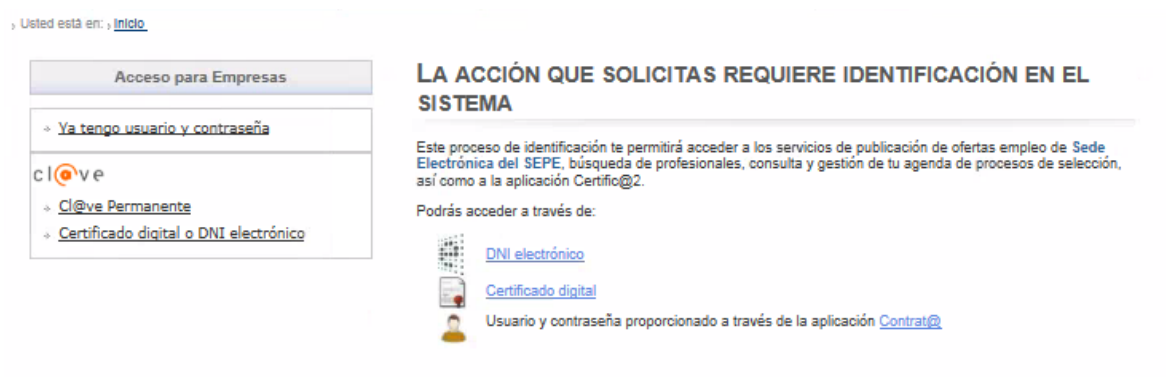 Usted está en: Inicio
Acceso para Empresas
Ya tengo usuario y contraseña
cl@ve
Cl@ve Permanente
Certificado digital o DNI electrónico
LA ACCIÓN QUE SOLICITAS REQUIERE IDENTIFICACIÓN EN EL
SISTEMA
Este proceso de identificación te permitirá acceder a los servicios de publicación de ofertas empleo de Sede
Electrónica del SEPE, búsqueda de profesionales, consulta y gestión de tu agenda de procesos de selección,
así como a la aplicación Certific@2.
Podrás acceder a través de:
DNI electrónico
Certificado digital
Usuario y contraseña proporcionado a través de la aplicación Contrat@